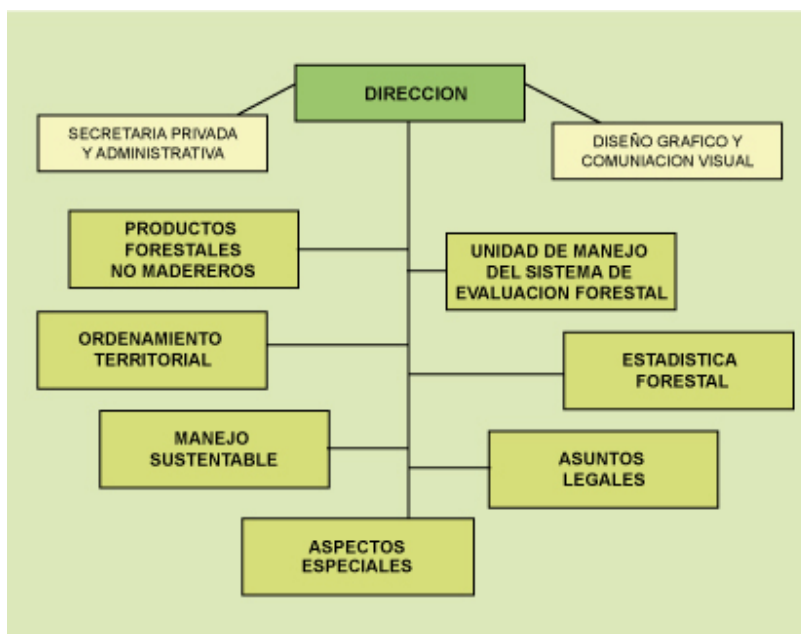 DIRECCION
SECRETARIA PRIVADA
Y ADMINISTRATIVA
DISEÑO GRAFICO Y
COMUNIACION VISUAL
PRODUCTOS
FORESTALES
NO MADEREROS
UNIDAD DE MANEJO
DEL SISTEMA DE
EVALUACION FORESTAL
ORDENAMIENTO
TERRITORIAL
ESTADISTICA
FORESTAL
MANEJO
SUSTENTABLE
ASUNTOS
LEGALES
ASPECTOS
ESPECIALES